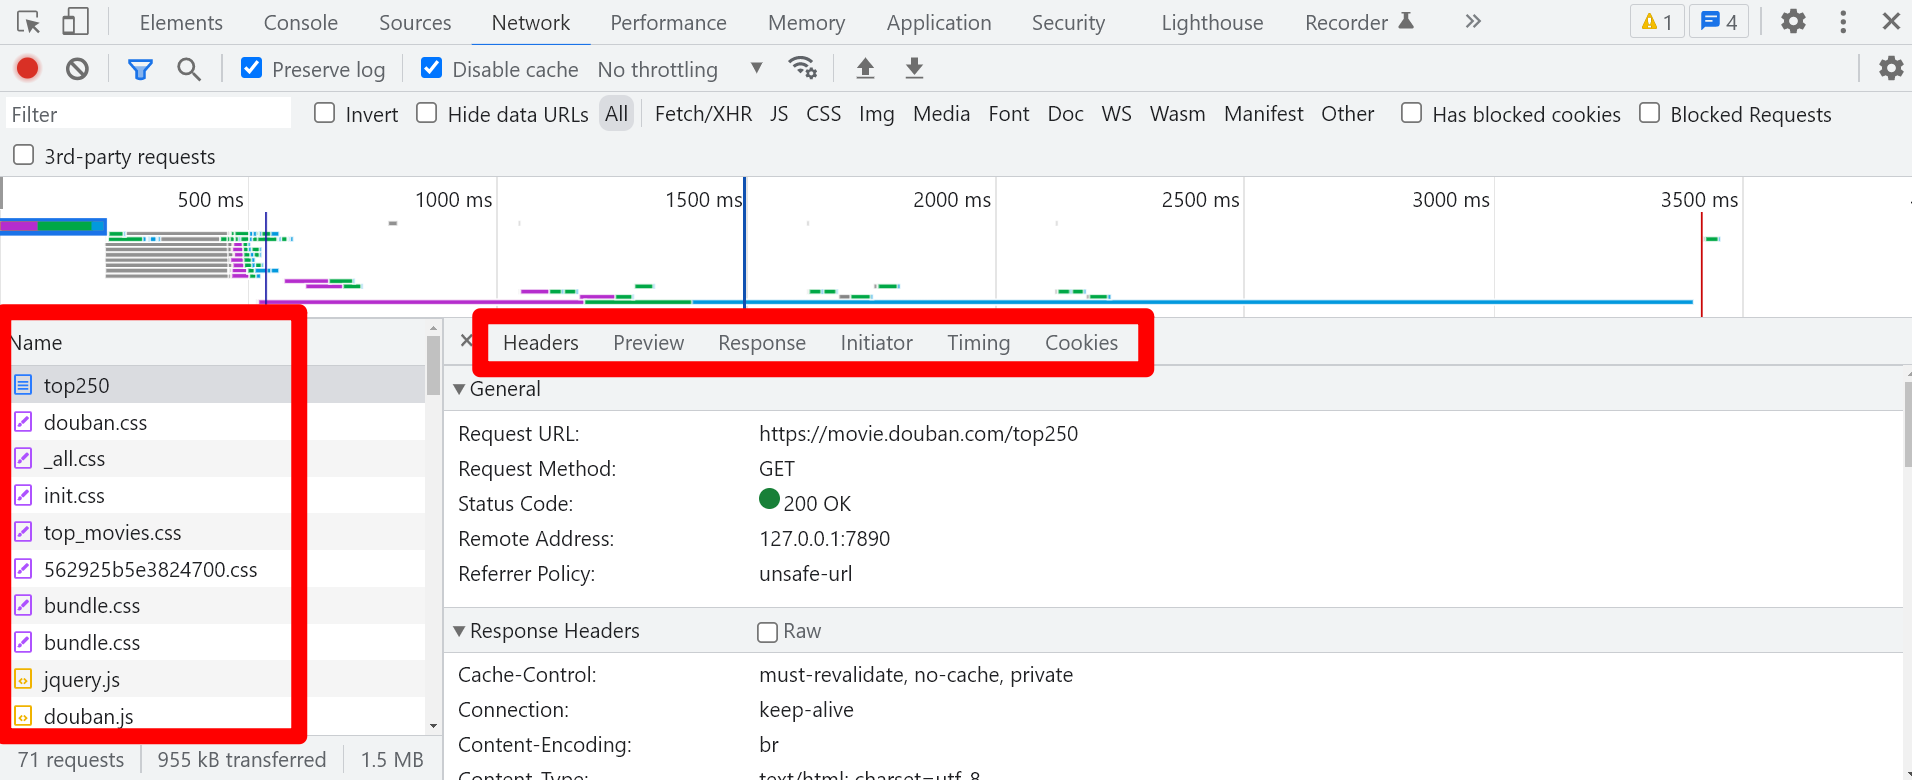 Elements Console Sources Network Performance Memory Application Security Lighthouse Recorder 1 4
Preserve log Disable cache No throttling
Filter Invert Hide data URLs All Fetch/XHR JS CSS Img Media Font Doc WS Wasm Manifest Other Has blocked cookies Blocked Requests
3rd-party requests
500 ms 1000 ms 1500 ms 2000 ms 2500 ms 3000 ms 3500 ms
Name
top250
douban.css
_all.css
init.css
top_movies.css
562925b5e3824700.css
bundle.css
bundle.css
jquery.js
douban.js
71 requests 955 kB transferred 1.5 MB
Headers Preview Response Initiator Timing Cookies
General
Request URL: https://movie.douban.com/top250
Request Method: GET
Status Code: 200 OK
Remote Address: 127.0.0.1:7890
Referrer Policy: unsafe-url
Response Headers Raw
Cache-Control: must-revalidate, no-cache, private
Connection: keep-alive
Content-Encoding: br
Content-Type: text/html; charset=utf-8